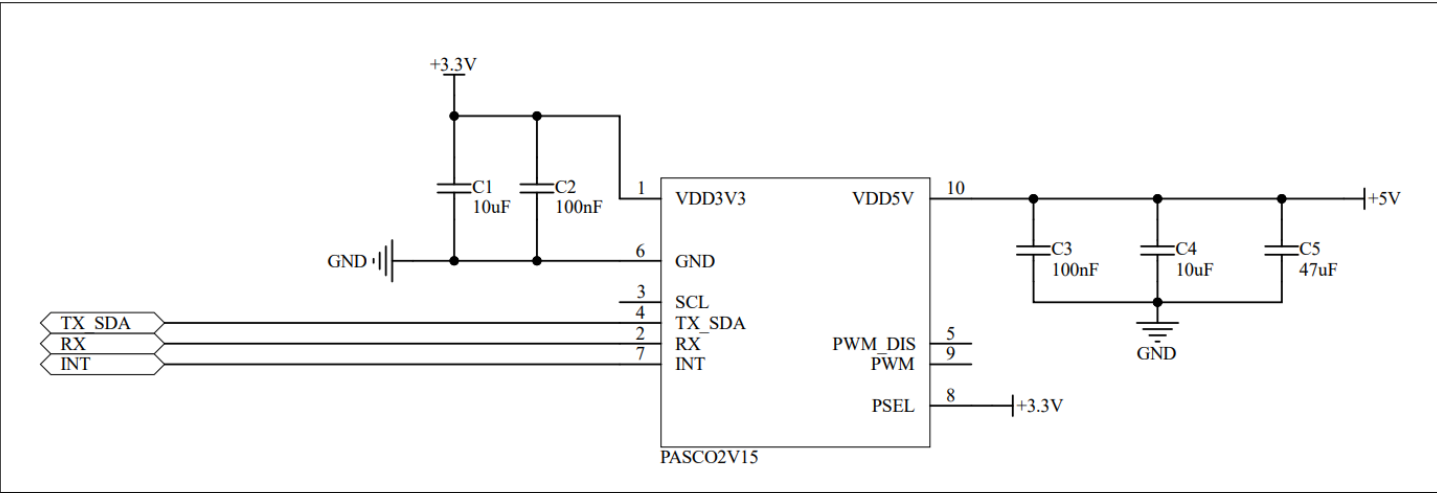 +3.3V
C1
10uF
C2
100nF
1
VDD3V3
VDD5V
10
+5V
GND
6
GND
C3
100nF
C4
10uF
C5
47uF
3
SCL
TX_SDA
4
TX_SDA
RX
2
RX
INT
7
INT
PWM_DIS
5
PWM
9
GND
PSEL
8
+3.3V
PASCO2V15